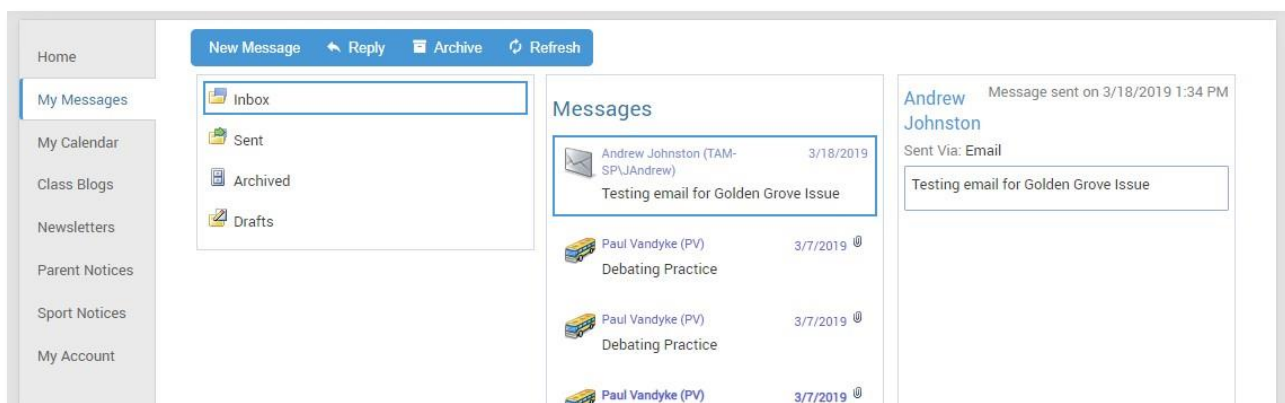 Home
My Messages
My Calendar
Class Blogs
Newsletters
Parent Notices
Sport Notices
My Account
New Message Reply Archive Refresh
Inbox
Sent
Archived
Drafts
Messages
Andrew Johnston (TAM- 3/18/2019
SP\JAndrew)
Testing email for Golden Grove Issue
Paul Vandyke (PV) 3/7/2019
Debating Practice
Paul Vandyke (PV) 3/7/2019
Debating Practice
Paul Vandyke (PV) 3/7/2019
Andrew Message sent on 3/18/2019 1:34 PM
Johnston
Sent Via: Email
Testing email for Golden Grove Issue